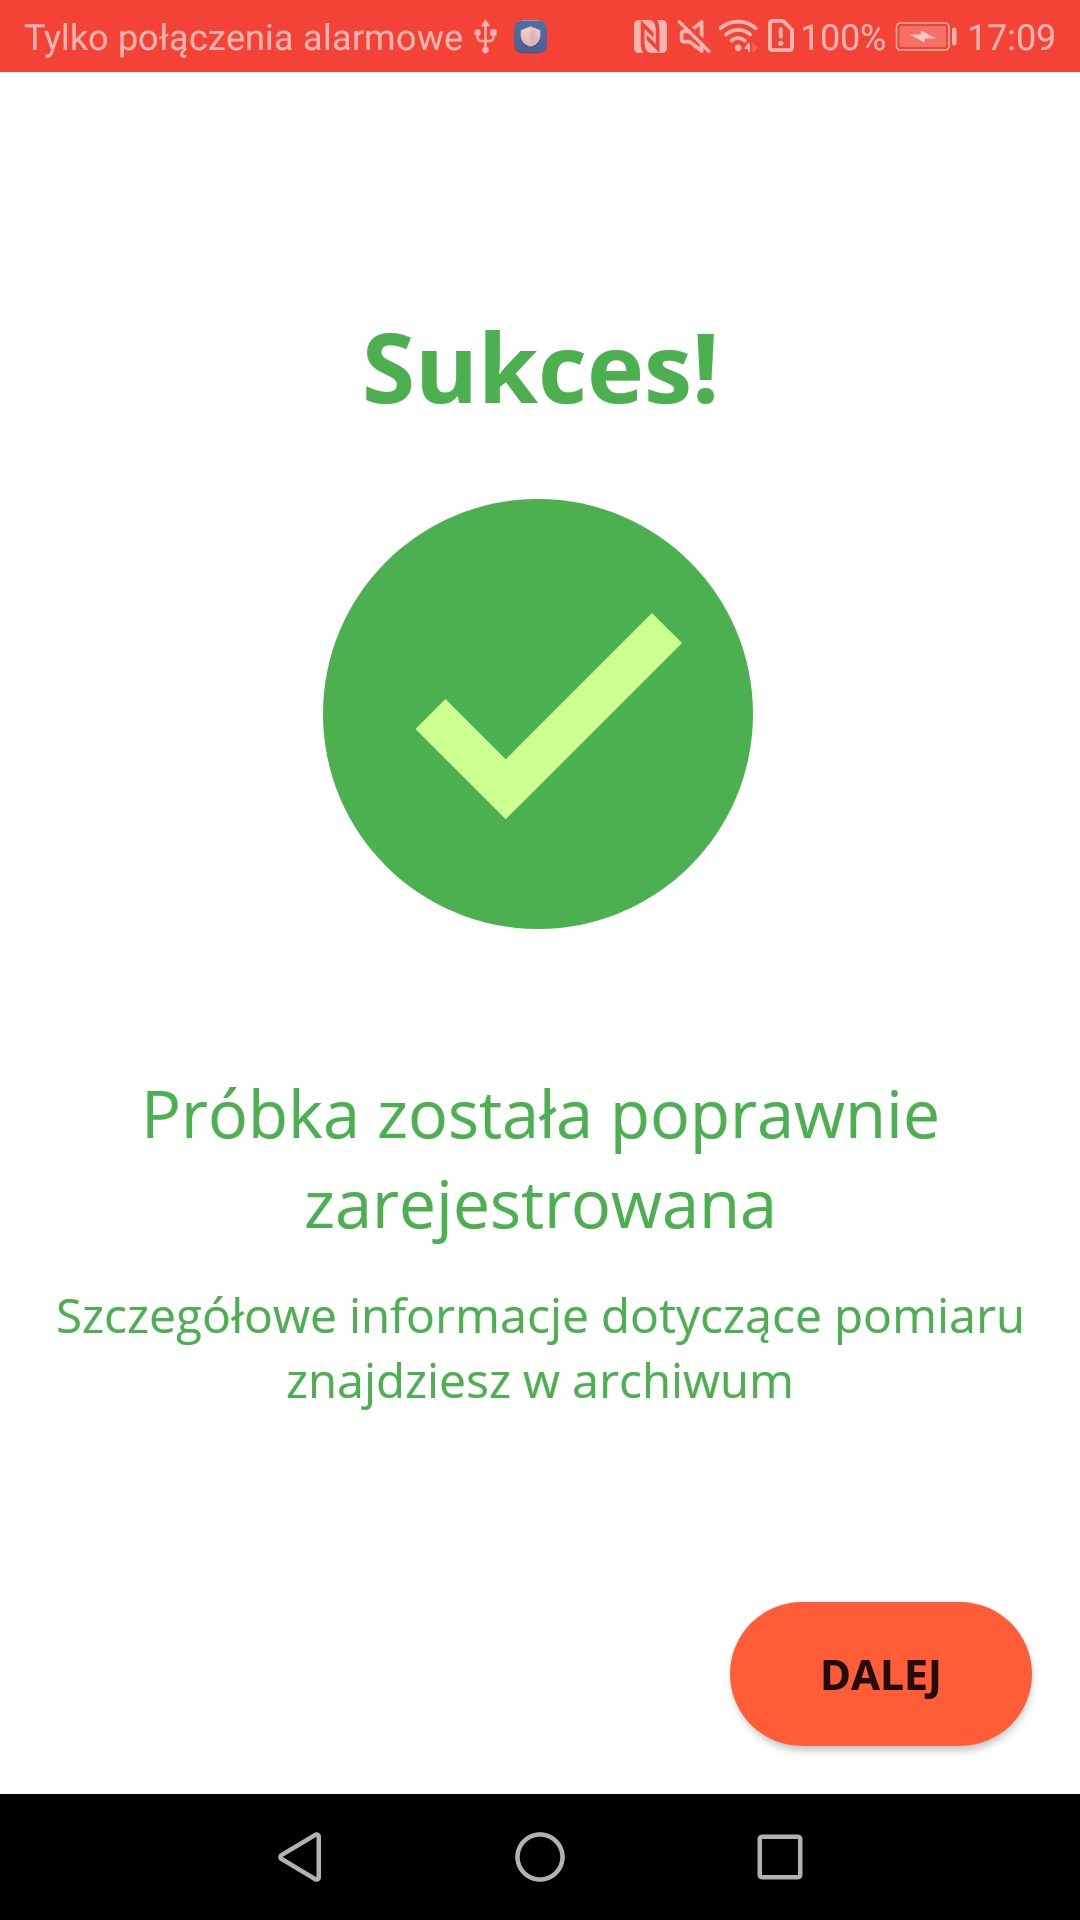 Tylko połączenia alarmowe 100% 17:09
Sukces!
Próbka została poprawnie
zarejestrowana
Szczegółowe informacje dotyczące pomiaru
znajdziesz w archiwum
DALEJ